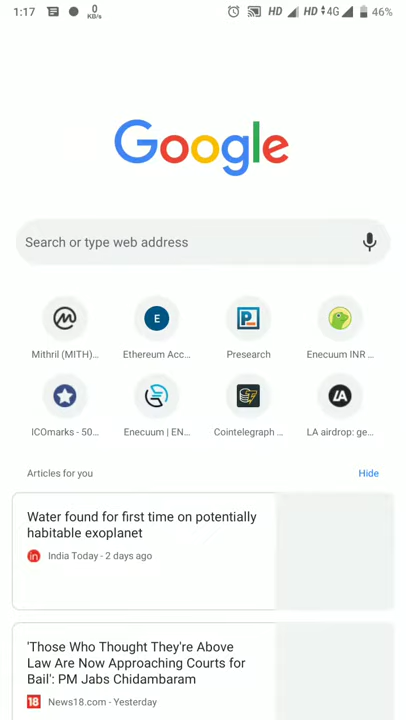 1:17 0 KB/s HD HD 4G 46%
Google
Search or type web address
Mithril (MITH)... Ethereum Acc... Presearch Enecuum INR ...
ICOmarks - 50... Enecuum | EN... Cointelegraph ... LA airdrop: ge...
Articles for you Hide
Water found for first time on potentially
habitable exoplanet
India Today - 2 days ago
'Those Who Thought They're Above
Law Are Now Approaching Courts for
Bail': PM Jabs Chidambaram
18 News18.com - Yesterday